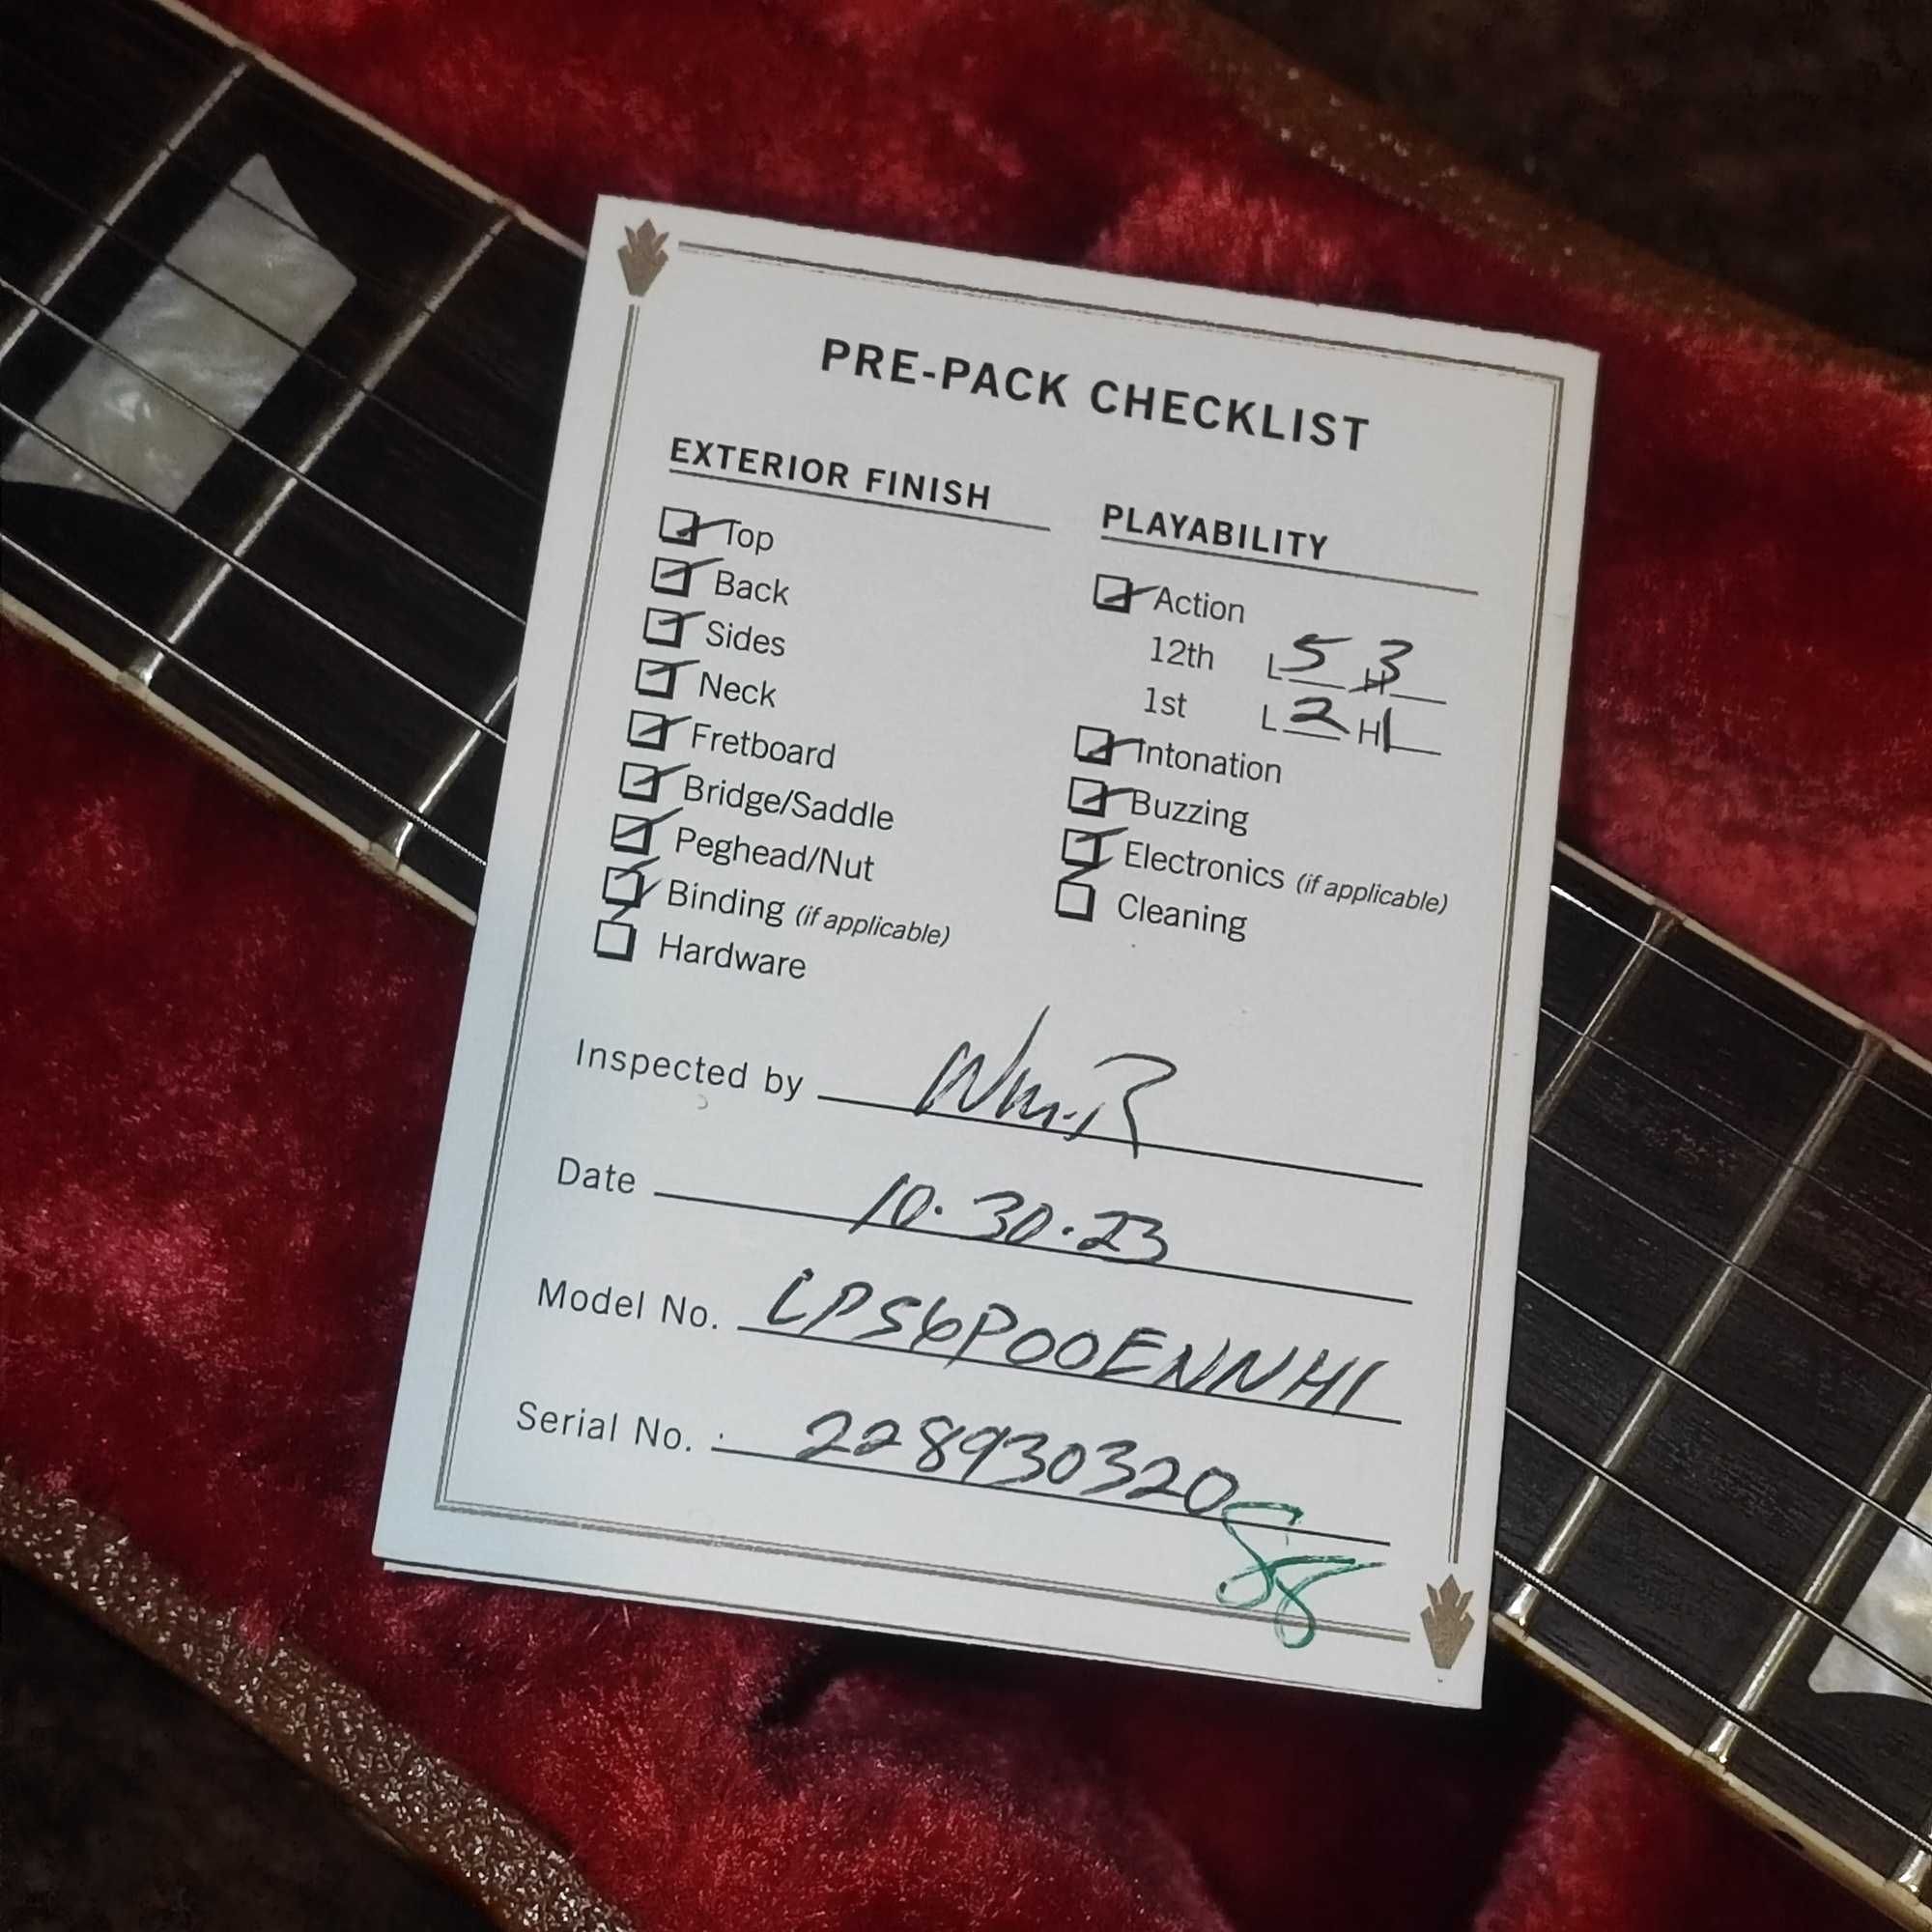 PRE-PACK CHECKLIST
EXTERIOR FINISH
Top
Back
Sides
Neck
Fretboard
Bridge/Saddle
Peghead/Nut
Binding (if applicable)
Hardware
PLAYABILITY
Action
12th L 5 H 3
1st L 2 H 1
Intonation
Buzzing
Electronics (if applicable)
Cleaning
Inspected by Wm.R
Date 10.30.23
Model No. LPS6P00ENNH1
Serial No. 228930320